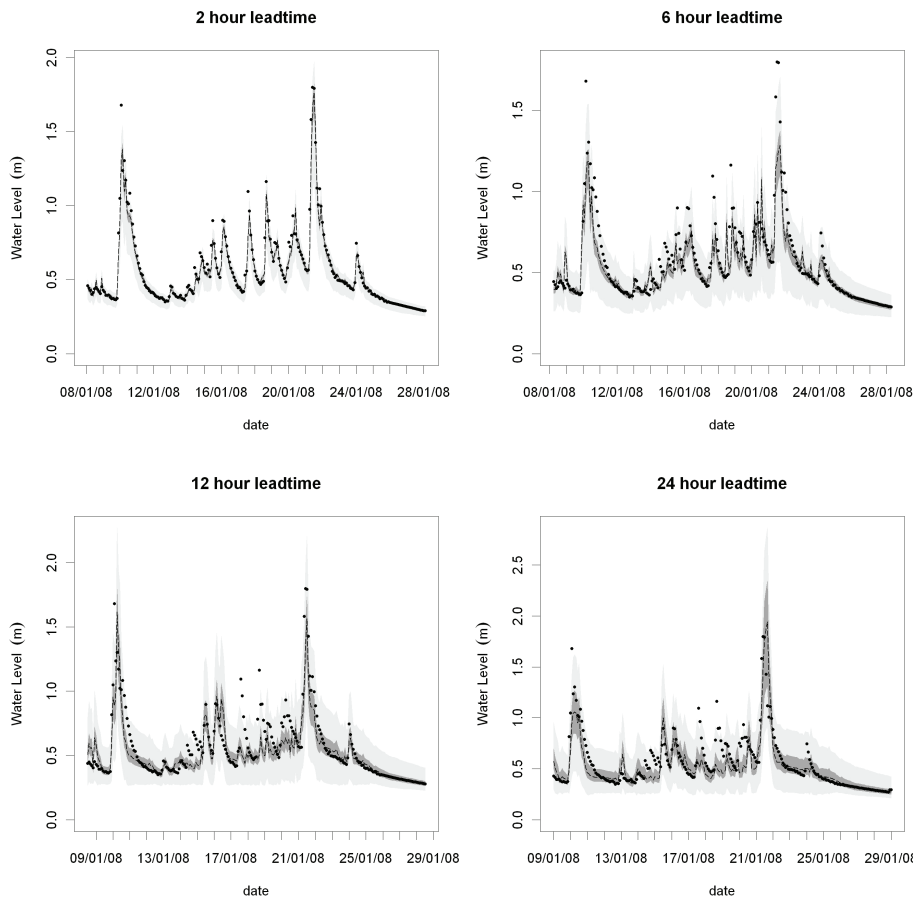 2 hour leadtime
Water Level (m)
0.0 0.5 1.0 1.5 2.0
08/01/08 12/01/08 16/01/08 20/01/08 24/01/08 28/01/08
date
6 hour leadtime
Water Level (m)
0.0 0.5 1.0 1.5
08/01/08 12/01/08 16/01/08 20/01/08 24/01/08 28/01/08
date
12 hour leadtime
Water Level (m)
0.0 0.5 1.0 1.5 2.0
09/01/08 13/01/08 17/01/08 21/01/08 25/01/08 29/01/08
date
24 hour leadtime
Water Level (m)
0.0 0.5 1.0 1.5 2.0 2.5
09/01/08 13/01/08 17/01/08 21/01/08 25/01/08 29/01/08
date